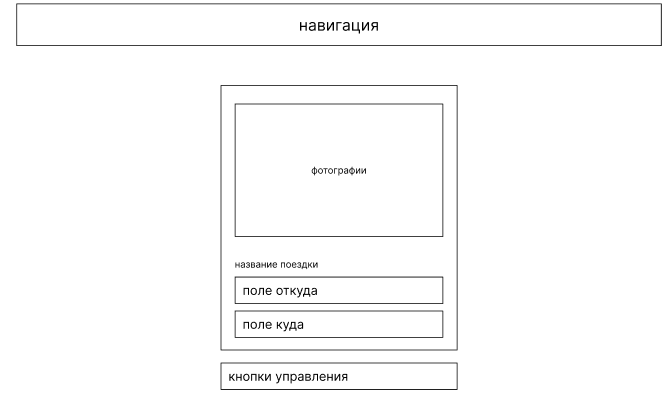 навигация
фотографии
название поездки
поле откуда
поле куда
кнопки управления